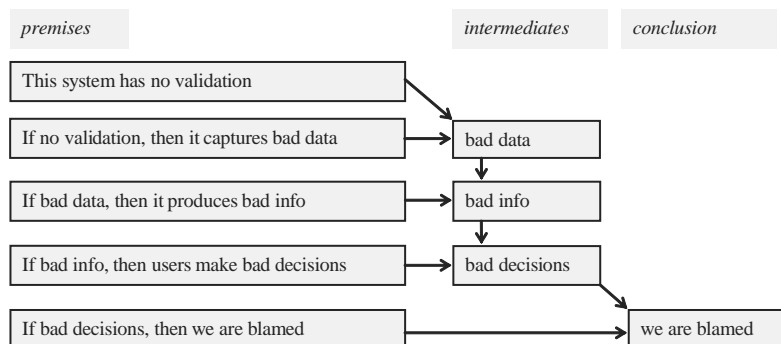 premises
intermediates
conclusion
This system has no validation
If no validation, then it captures bad data
bad data
If bad data, then it produces bad info
bad info
If bad info, then users make bad decisions
bad decisions
If bad decisions, then we are blamed
we are blamed